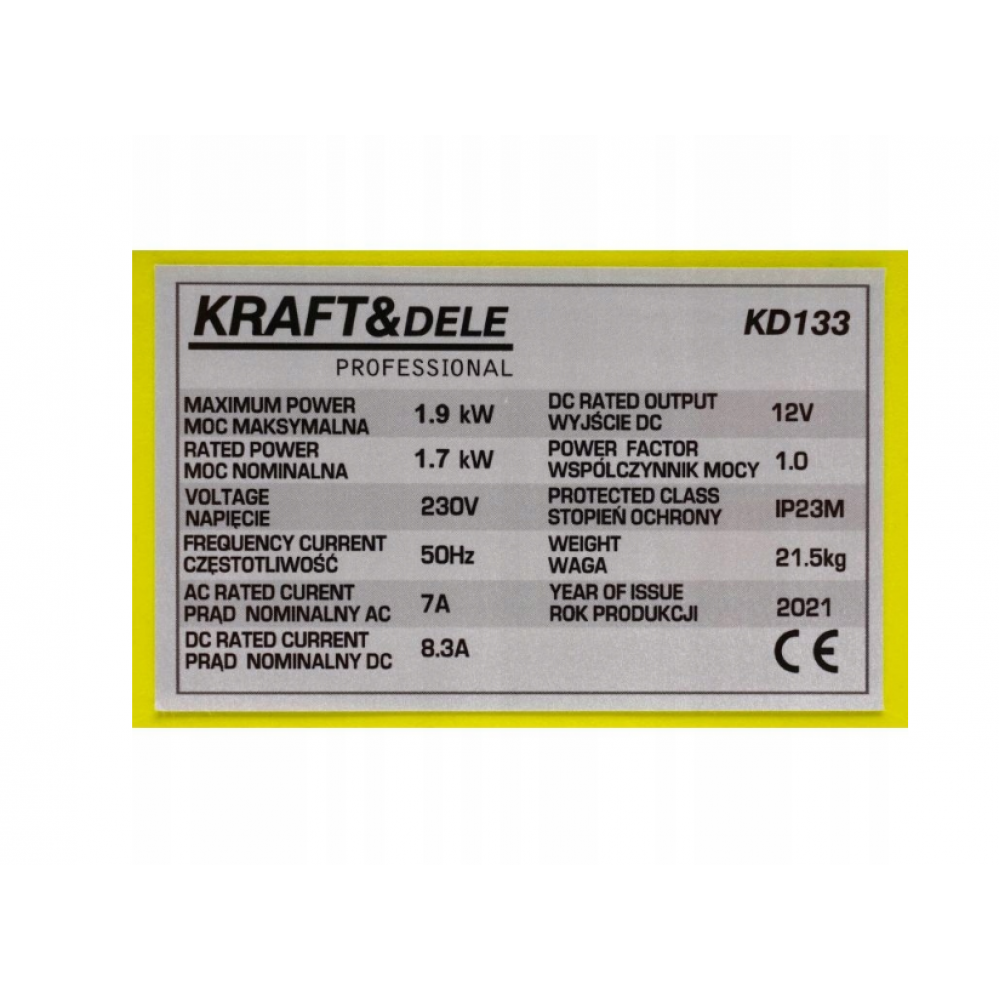 KRAFT&DELE
PROFESSIONAL
KD133
MAXIMUM POWER
MOC MAKSYMALNA
1.9 kW
RATED POWER
MOC NOMINALNA
1.7 kW
VOLTAGE
NAPIĘCIE
230V
FREQUENCY CURRENT
CZĘSTOTLIWOŚĆ
50Hz
AC RATED CURENT
PRĄD NOMINALNY AC
7A
DC RATED CURRENT
PRĄD NOMINALNY DC
8.3A
DC RATED OUTPUT
WYJŚCIE DC
12V
POWER FACTOR
WSPÓLCZYNNIK MOCY
1.0
PROTECTED CLASS
STOPIEŃ OCHRONY
IP23M
WEIGHT
WAGA
21.5kg
YEAR OF ISSUE
ROK PRODUKCJI
2021
CE